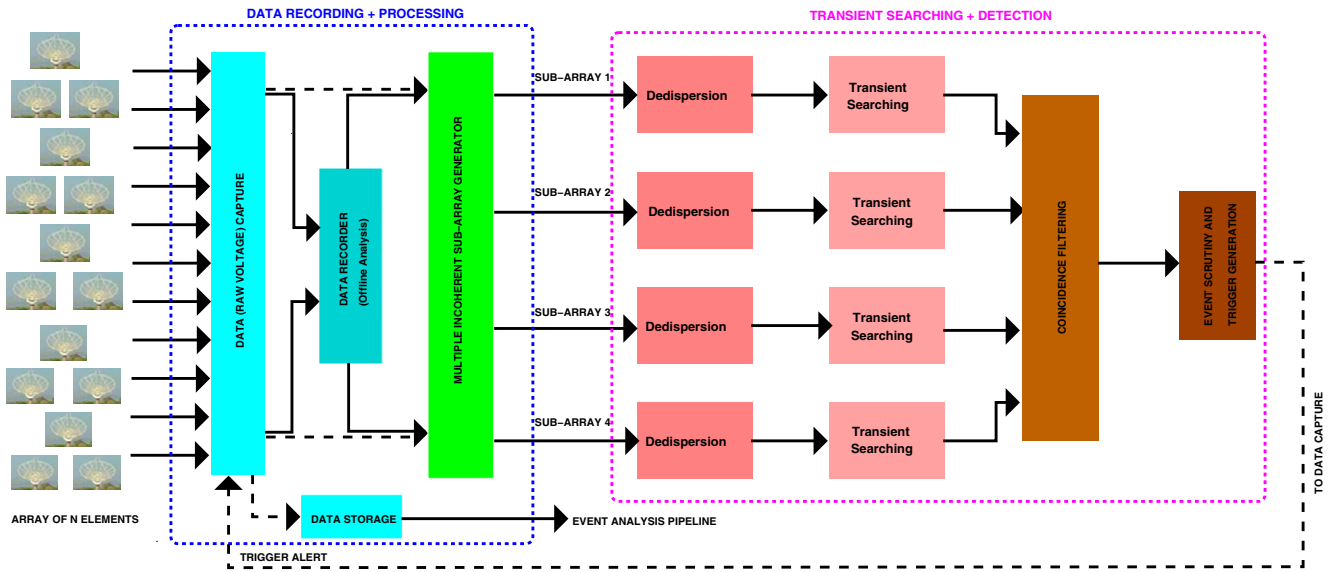 DATA RECORDING + PROCESSING
TRANSIENT SEARCHING + DETECTION
DATA (RAW VOLTAGE) CAPTURE
DATA RECORDER
(Offline Analysis)
MULTIPLE INCOHERENT SUB-ARRAY GENERATOR
SUB-ARRAY 1
Dedispersion
Transient
Searching
SUB-ARRAY 2
Dedispersion
Transient
Searching
SUB-ARRAY 3
Dedispersion
Transient
Searching
SUB-ARRAY 4
Dedispersion
Transient
Searching
COINCIDENCE FILTERING
EVENT SCRUTINY AND
TRIGGER GENERATION
TO DATA CAPTURE
ARRAY OF N ELEMENTS
DATA STORAGE
EVENT ANALYSIS PIPELINE
TRIGGER ALERT